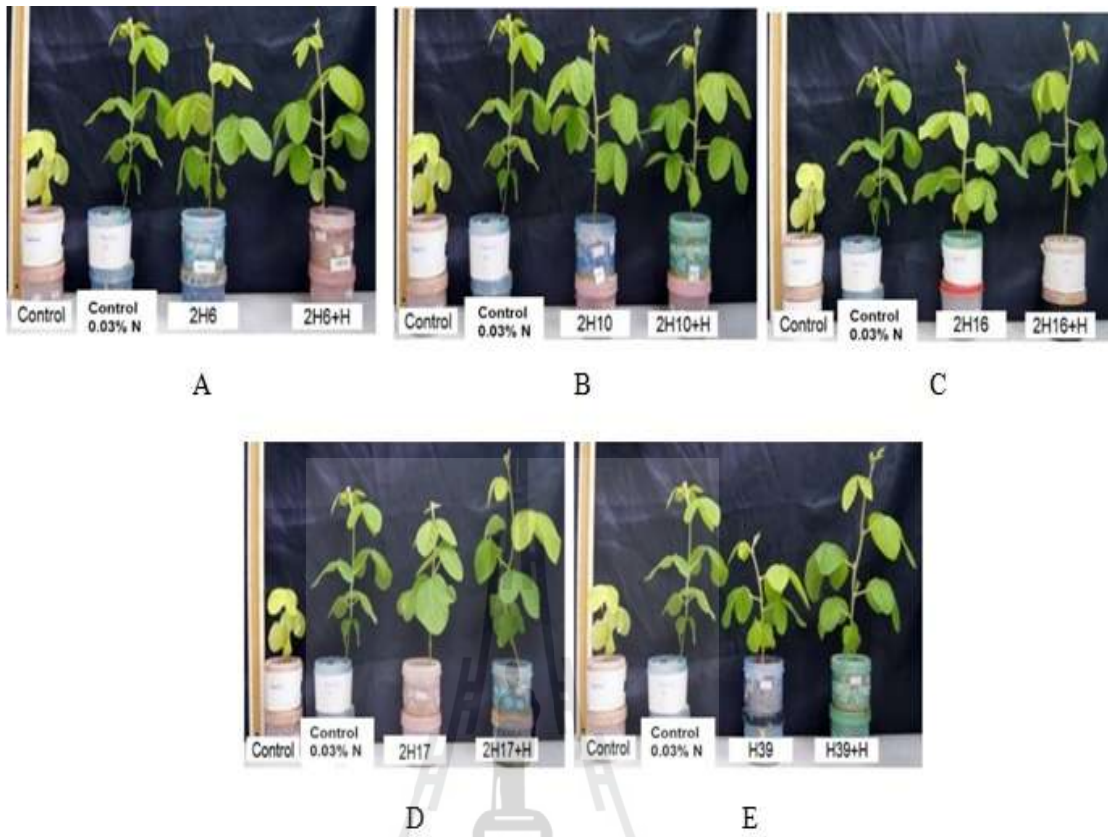 Control
Control
0.03% N
2H6
2H6+H
Control
Control
0.03% N
2H10
2H10+H
Control
Control
0.03% N
2H16
2H16+H
A
B
C
Control
Control
0.03% N
2H17
2H17+H
Control
Control
0.03% N
H39
H39+H
D
E